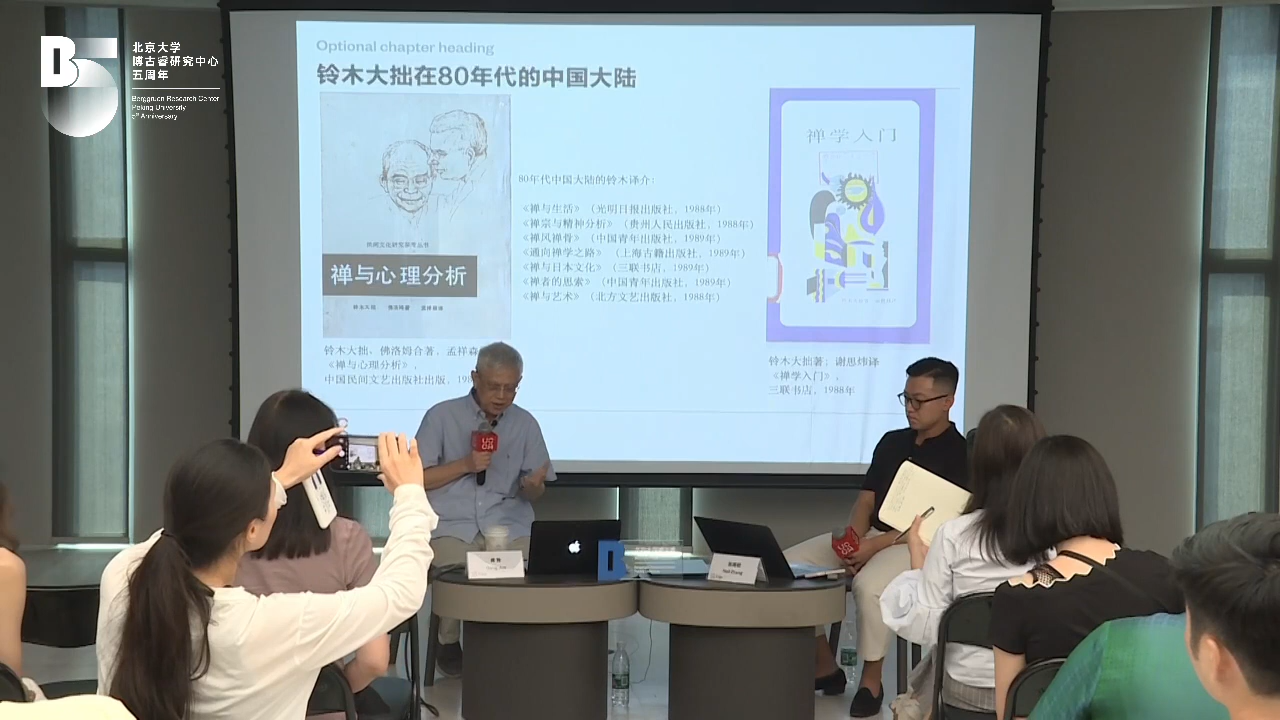 北京大学
博古睿研究中心
五周年
Berggruen Research Center
Peking University
5th Anniversary
Optional chapter heading
铃木大拙在80年代的中国大陆
禅与心理分析
禅学入门
80年代中国大陆的铃木译介：
《禅与生活》（光明日报出版社，1988年）
《禅宗与精神分析》（贵州人民出版社，1988年）
《禅风禅骨》（中国青年出版社，1989年）
《通向禅学之路》（上海古籍出版社，1989年）
《禅与日本文化》（三联书店，1989年）
《禅者的思索》（中国青年出版社，1989年）
《禅与艺术》（北方文艺出版社，1988年）
铃木大拙、佛洛姆合著，孟祥森
《禅与心理分析》，
中国民间文艺出版社出版，19
铃木大拙著；谢思炜译
《禅学入门》，
三联书店，1988年